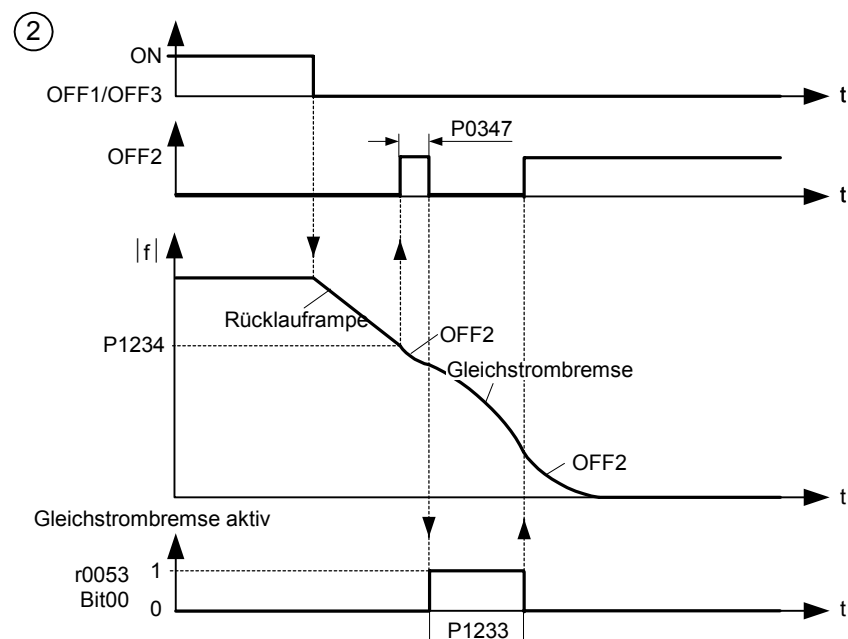 2
ON
OFF1/OFF3
t
P0347
OFF2
t
|f|
Rücklauframpe
OFF2
P1234
Gleichstrombremse
OFF2
t
Gleichstrombremse aktiv
r0053 1
Bit00 0
t
P1233